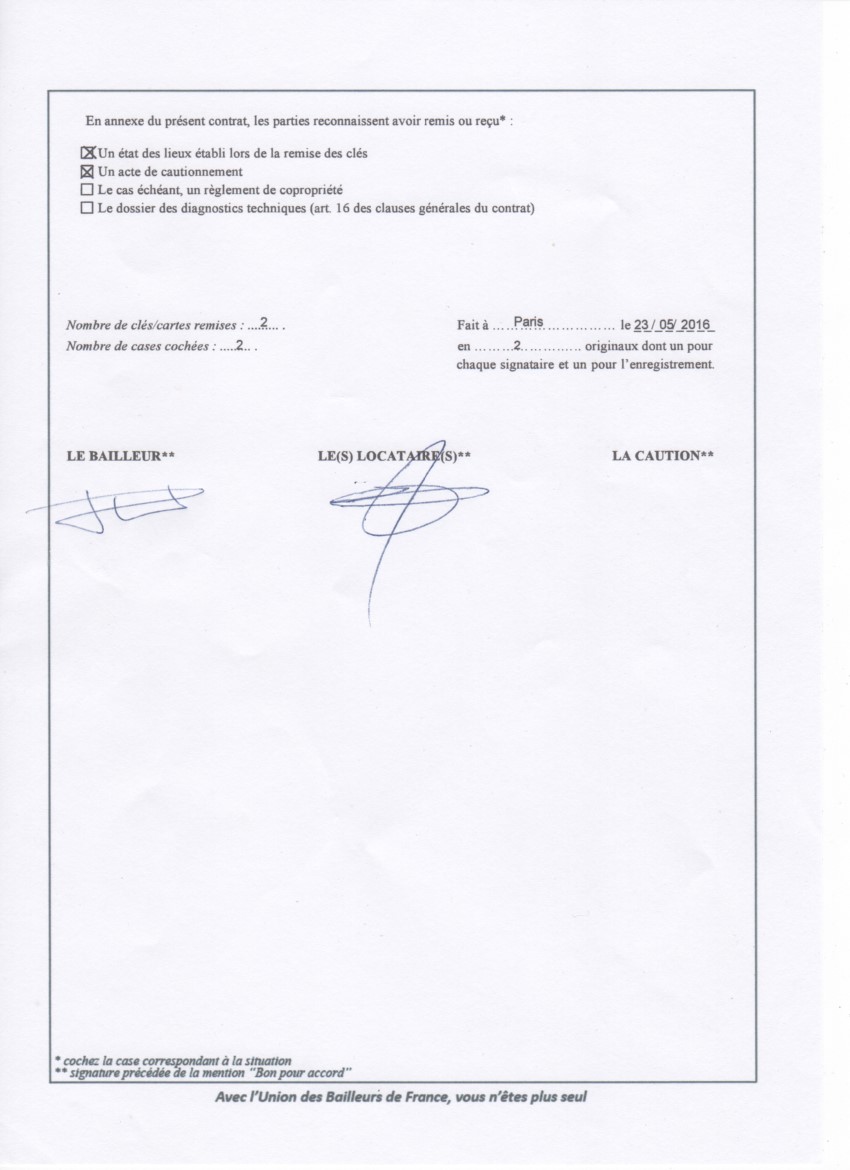 En annexe du présent contrat, les parties reconnaissent avoir remis ou reçu* :
☒ Un état des lieux établi lors de la remise des clés
☒ Un acte de cautionnement
☐ Le cas échéant, un règlement de copropriété
☐ Le dossier des diagnostics techniques (art. 16 des clauses générales du contrat)
Nombre de clés/cartes remises : ....2... .
Nombre de cases cochées : .....2.. .
Fait à ....Paris................ le 23/ 05/ 2016
en .........2.............. originaux dont un pour
chaque signataire et un pour l'enregistrement.
LE BAILLEUR** LE(S) LOCATAIRE(S)** LA CAUTION**
* cochez la case correspondant à la situation
** signature précédée de la mention "Bon pour accord"
Avec l'Union des Bailleurs de France, vous n'êtes plus seul